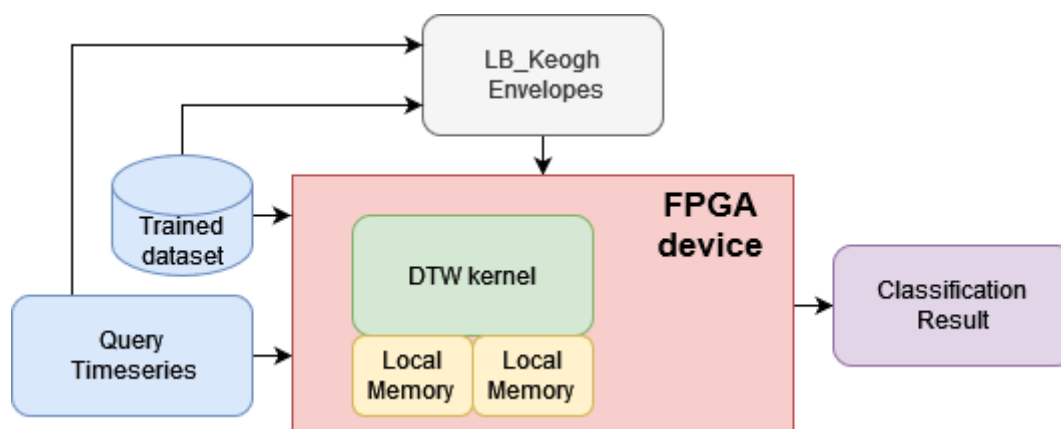 LB_Keogh
Envelopes
Trained
dataset
FPGA
device
DTW kernel
Query
Timeseries
Local
Memory
Local
Memory
Classification
Result